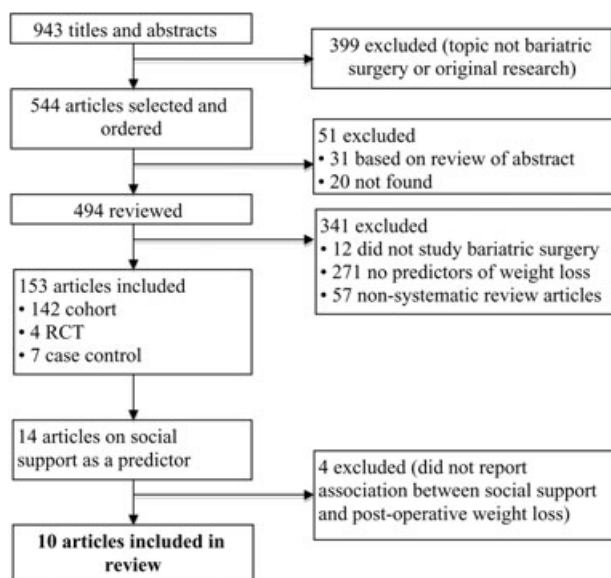 943 titles and abstracts
399 excluded (topic not bariatric
surgery or original research)
544 articles selected and
ordered
51 excluded
• 31 based on review of abstract
• 20 not found
494 reviewed
341 excluded
• 12 did not study bariatric surgery
• 271 no predictors of weight loss
• 57 non-systematic review articles
153 articles included
• 142 cohort
• 4 RCT
• 7 case control
14 articles on social
support as a predictor
4 excluded (did not report
association between social support
and post-operative weight loss)
10 articles included in
review